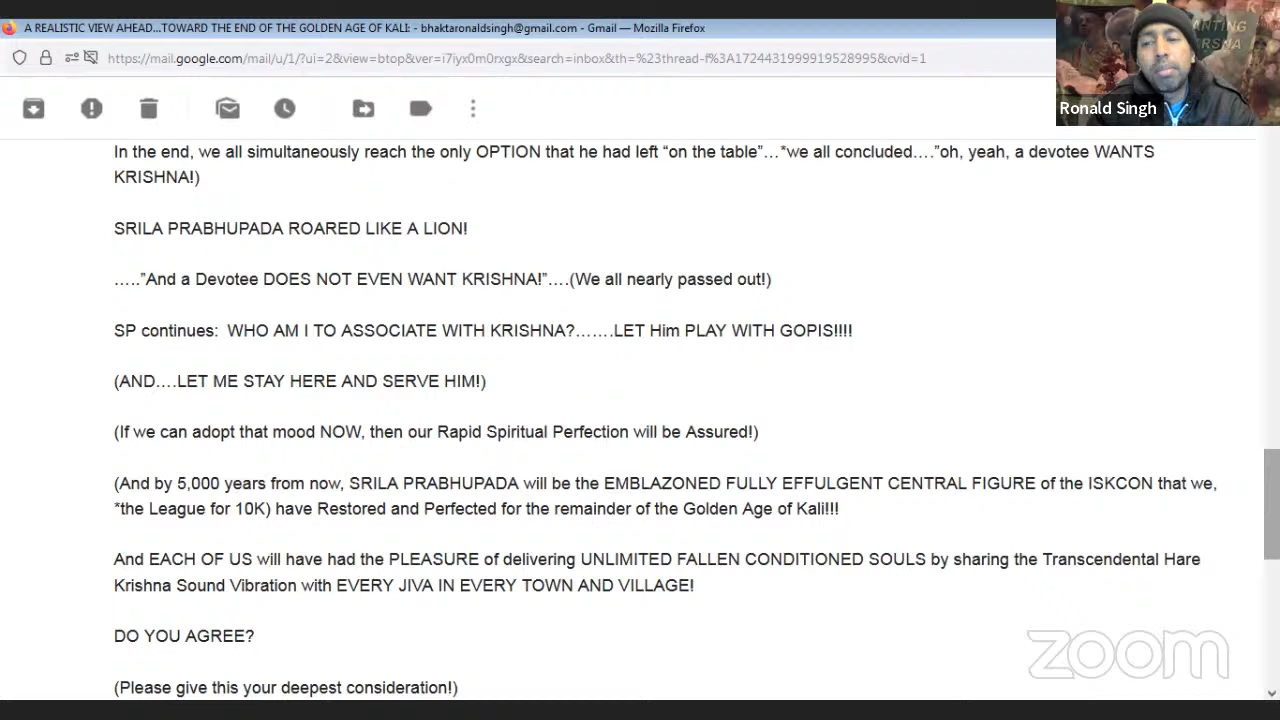 A REALISTIC VIEW AHEAD...TOWARD THE END OF THE GOLDEN AGE OF KALI: - bhaktaronaldsingh@gmail.com - Gmail — Mozilla Firefox
https://mail.google.com/mail/u/1/?ui=2&view=btop&ver=i7jyx0m0rxgx&search=inbox&th=%23thread-f%3A1724431999919528995&cvid=1
Ronald Singh
In the end, we all simultaneously reach the only OPTION that he had left “on the table”…*we all concluded….”oh, yeah, a devotee WANTS
KRISHNA!)
SRILA PRABHUPADA ROARED LIKE A LION!
…..”And a Devotee DOES NOT EVEN WANT KRISHNA!”….(We all nearly passed out!)
SP continues:  WHO AM I TO ASSOCIATE WITH KRISHNA?…….LET Him PLAY WITH GOPIS!!!!
(AND….LET ME STAY HERE AND SERVE HIM!)
(If we can adopt that mood NOW, then our Rapid Spiritual Perfection will be Assured!)
(And by 5,000 years from now, SRILA PRABHUPADA will be the EMBLAZONED FULLY EFFULGENT CENTRAL FIGURE of the ISKCON that we,
*the League for 10K) have Restored and Perfected for the remainder of the Golden Age of Kali!!!
And EACH OF US will have had the PLEASURE of delivering UNLIMITED FALLEN CONDITIONED SOULS by sharing the Transcendental Hare
Krishna Sound Vibration with EVERY JIVA IN EVERY TOWN AND VILLAGE!
DO YOU AGREE?
zoom
(Please give this your deepest consideration!)